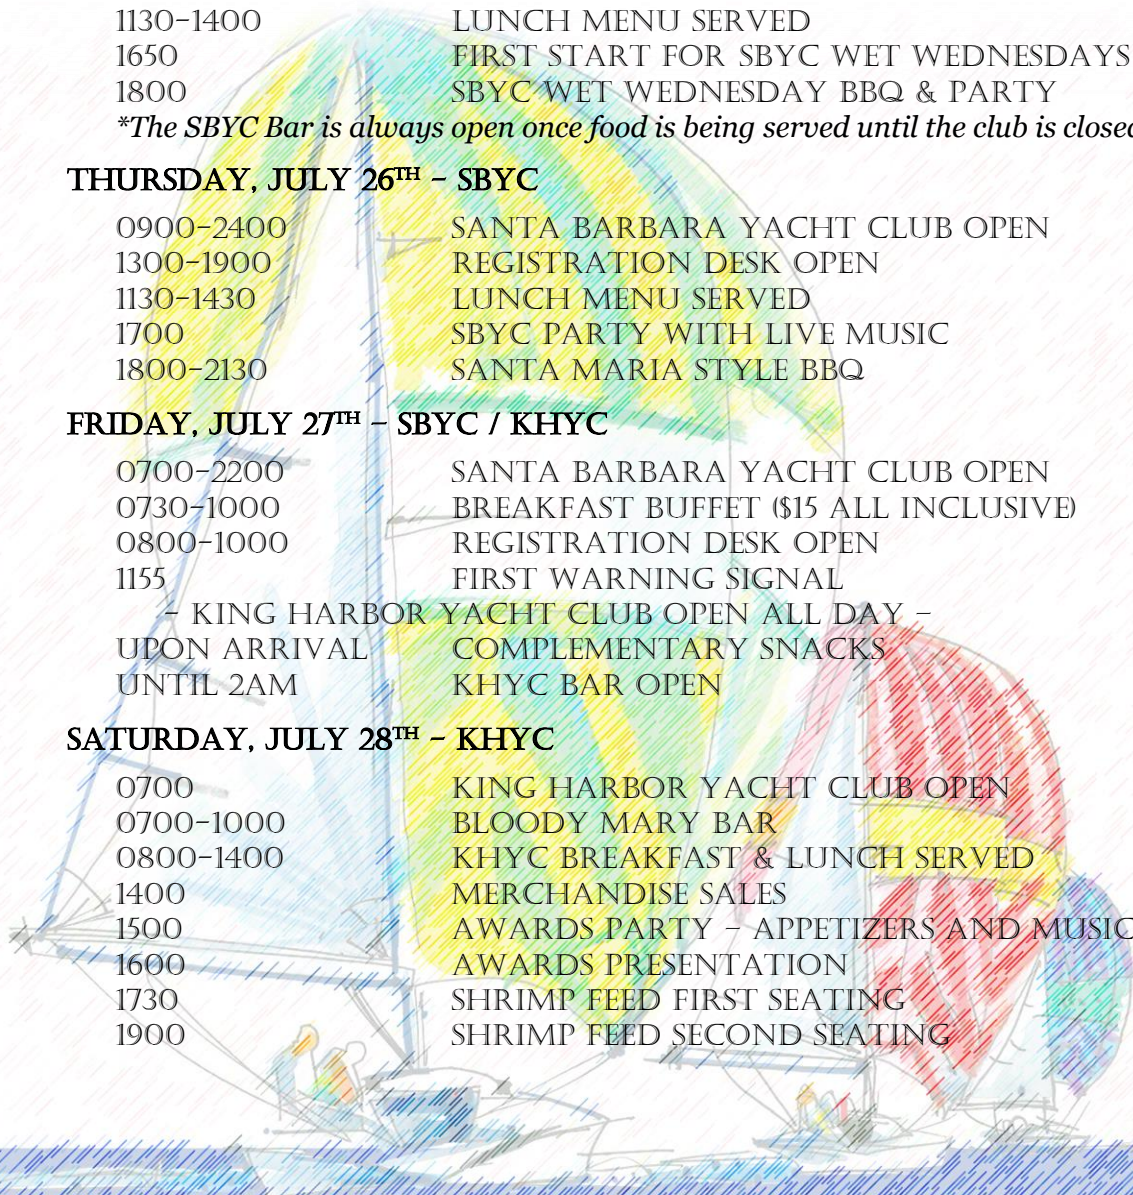 1130-1400 LUNCH MENU SERVED
1650 FIRST START FOR SBYC WET WEDNESDAYS
1800 SBYC WET WEDNESDAY BBQ & PARTY
*The SBYC Bar is always open once food is being served until the club is closed
THURSDAY, JULY 26TH - SBYC
0900-2400 SANTA BARBARA YACHT CLUB OPEN
1300-1900 REGISTRATION DESK OPEN
1130-1430 LUNCH MENU SERVED
1700 SBYC PARTY WITH LIVE MUSIC
1800-2130 SANTA MARIA STYLE BBQ
FRIDAY, JULY 27TH - SBYC / KHYC
0700-2200 SANTA BARBARA YACHT CLUB OPEN
0730-1000 BREAKFAST BUFFET ($15 ALL INCLUSIVE)
0800-1000 REGISTRATION DESK OPEN
1155 FIRST WARNING SIGNAL
- KING HARBOR YACHT CLUB OPEN ALL DAY -
UPON ARRIVAL COMPLEMENTARY SNACKS
UNTIL 2AM KHYC BAR OPEN
SATURDAY, JULY 28TH - KHYC
0700 KING HARBOR YACHT CLUB OPEN
0700-1000 BLOODY MARY BAR
0800-1400 KHYC BREAKFAST & LUNCH SERVED
1400 MERCHANDISE SALES
1500 AWARDS PARTY - APPETIZERS AND MUSIC
1600 AWARDS PRESENTATION
1730 SHRIMP FEED FIRST SEATING
1900 SHRIMP FEED SECOND SEATING